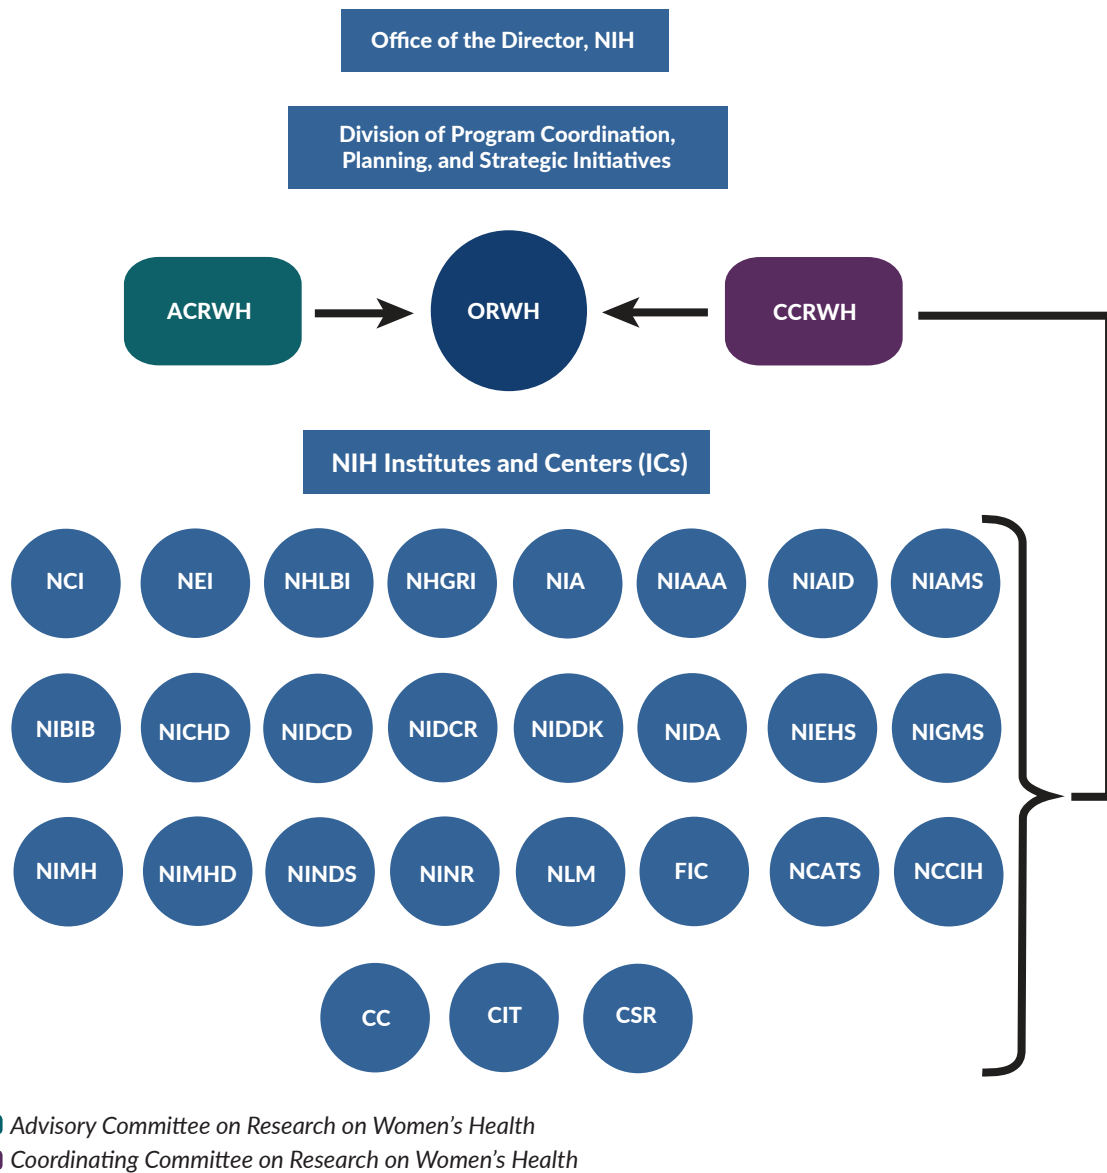 Office of the Director, NIH
Division of Program Coordination,
Planning, and Strategic Initiatives
ACRWH
ORWH
CCRWH
NIH Institutes and Centers (ICs)
NCI
NEI
NHLBI
NHGRI
NIA
NIAAA
NIAID
NIAMS
NIBIB
NICHD
NIDCD
NIDCR
NIDDK
NIDA
NIEHS
NIGMS
NIMH
NIMHD
NINDS
NINR
NLM
FIC
NCATS
NCCIH
CC
CIT
CSR
Advisory Committee on Research on Women’s Health
Coordinating Committee on Research on Women’s Health